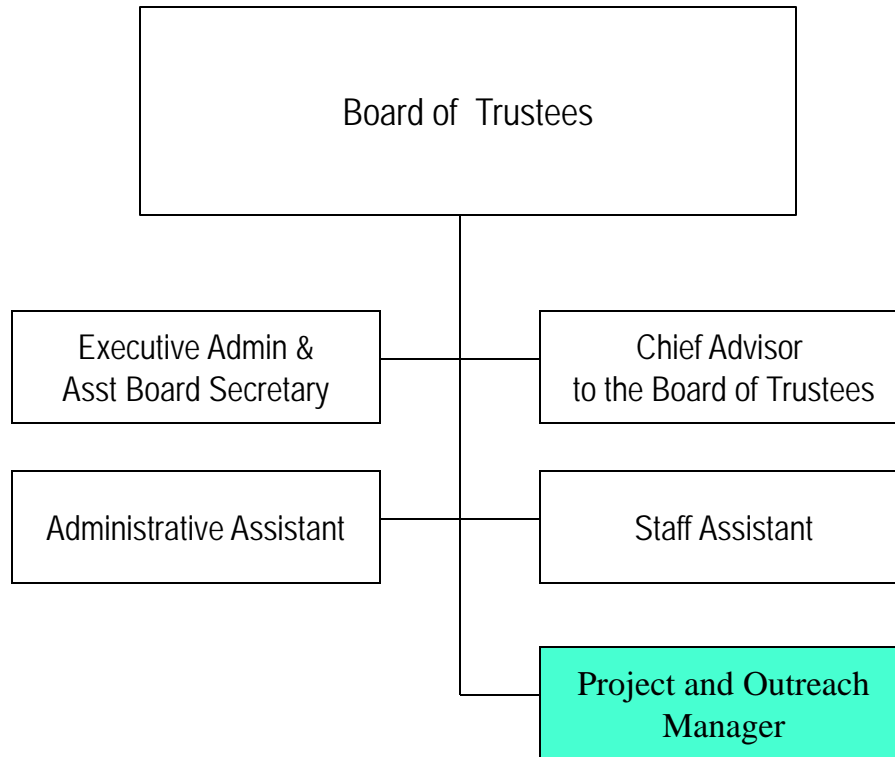 Board of Trustees
Executive Admin &
Asst Board Secretary
Chief Advisor
to the Board of Trustees
Administrative Assistant
Staff Assistant
Project and Outreach
Manager